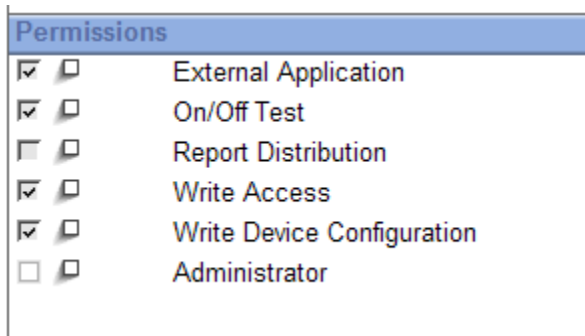 Permissions
External Application
On/Off Test
Report Distribution
Write Access
Write Device Configuration
Administrator